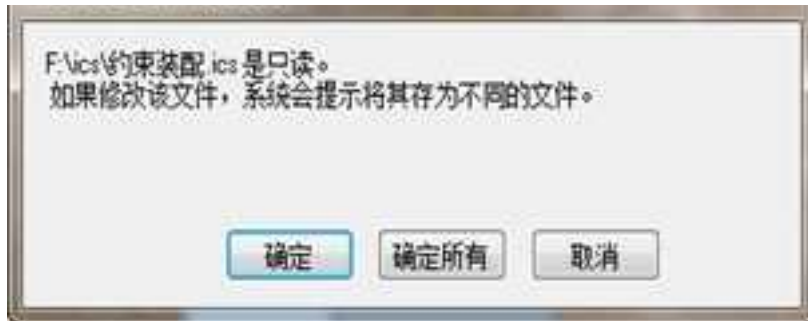 F:\ics\约束装配.ics 是只读。
如果修改该文件，系统会提示将其存为不同的文件。
确定
确定所有
取消